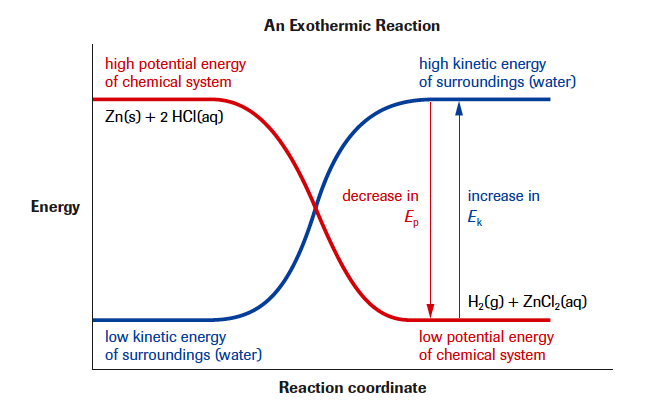 An Exothermic Reaction
high potential energy
of chemical system
high kinetic energy
of surroundings (water)
Zn(s) + 2 HCl(aq)
decrease in
Eₚ
increase in
Eₖ
Energy
H₂(g) + ZnCl₂(aq)
low kinetic energy
of surroundings (water)
low potential energy
of chemical system
Reaction coordinate